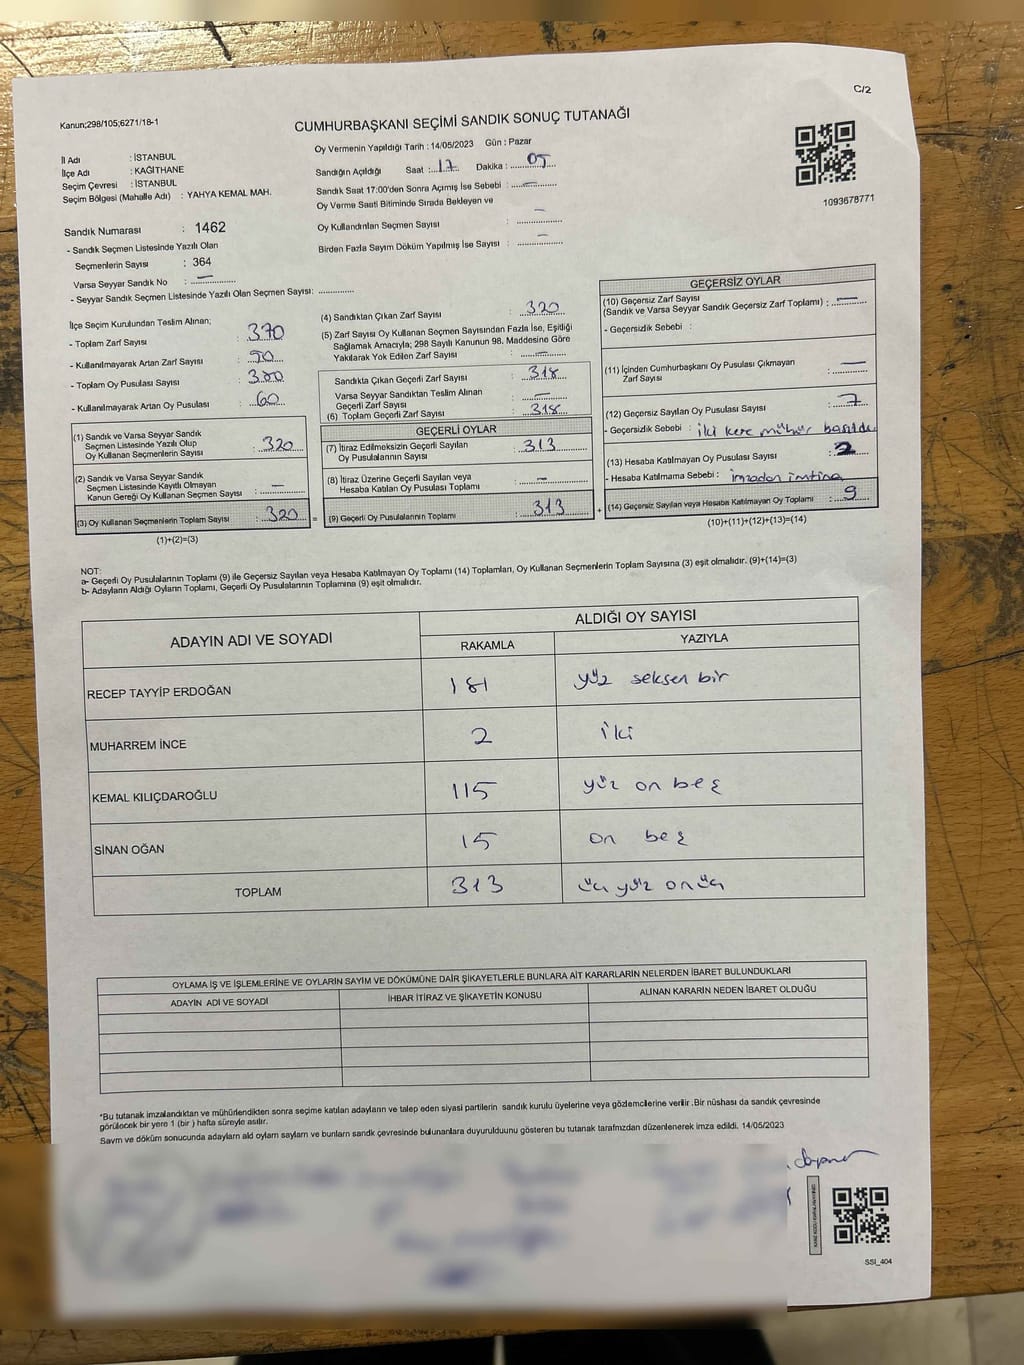 C/2
Kanun;298/105;6271/18-1
CUMHURBAŞKANI SEÇİMİ SANDIK SONUÇ TUTANAĞI
Oy Vermenin Yapıldığı Tarih : 14/05/2023 Gün : Pazar
İl Adı : İSTANBUL
İlçe Adı : KAĞITHANE
Seçim Çevresi : İSTANBUL
Seçim Bölgesi (Mahalle Adı) : YAHYA KEMAL MAH.
Sandığın Açıldığı Saat : 17 Dakika : 05
Sandık Saat 17:00'den Sonra Açımış İse Sebebi : —
Oy Verme Saati Bitiminde Sırada Bekleyen ve
Oy Kullandırılan Seçmen Sayısı : —
Birden Fazla Sayım Döküm Yapılmış İse Sayısı : —
1093678771
Sandık Numarası : 1462
- Sandık Seçmen Listesinde Yazılı Olan
Seçmenlerin Sayısı : 364
Varsa Seyyar Sandık No : —
- Seyyar Sandık Seçmen Listesinde Yazılı Olan Seçmen Sayısı: ..............
İlçe Seçim Kurulundan Teslim Alınan;
- Toplam Zarf Sayısı : 370
- Kullanılmayarak Artan Zarf Sayısı : 50
- Toplam Oy Pusulası Sayısı : 380
- Kullanılmayarak Artan Oy Pusulası : 60
(1) Sandık ve Varsa Seyyar Sandık
Seçmen Listesinde Yazılı Olup
Oy Kullanan Seçmenlerin Sayısı : 320
(2) Sandık ve Varsa Seyyar Sandık
Seçmen Listesinde Kayıtlı Olmayan
Kanun Gereği Oy Kullanan Seçmen Sayısı : —
(3) Oy Kullanan Seçmenlerin Toplam Sayısı : 320 =
(1)+(2)=(3)
(4) Sandıktan Çıkan Zarf Sayısı : 320
(5) Zarf Sayısı Oy Kullanan Seçmen Sayısından Fazla İse, Eşitliği
Sağlamak Amacıyla; 298 Sayılı Kanunun 98. Maddesine Göre
Yakılarak Yok Edilen Zarf Sayısı : —
Sandıkta Çıkan Geçerli Zarf Sayısı : 318
Varsa Seyyar Sandıktan Teslim Alınan
Geçerli Zarf Sayısı : —
(6) Toplam Geçerli Zarf Sayısı : 318
GEÇERLİ OYLAR
(7) İtiraz Edilmeksizin Geçerli Sayılan
Oy Pusulalarının Sayısı : 313
(8) İtiraz Üzerine Geçerli Sayılan veya
Hesaba Katılan Oy Pusulası Toplamı : —
(9) Geçerli Oy Pusulalarının Toplamı : 313 +
GEÇERSİZ OYLAR
(10) Geçersiz Zarf Sayısı
(Sandık ve Varsa Seyyar Sandık Geçersiz Zarf Toplamı) : —
- Geçersizlik Sebebi :
(11) İçinden Cumhurbaşkanı Oy Pusulası Çıkmayan
Zarf Sayısı : —
(12) Geçersiz Sayılan Oy Pusulası Sayısı : 7
- Geçersizlik Sebebi : iki kere mühür basıldı
(13) Hesaba Katılmayan Oy Pusulası Sayısı : 2
- Hesaba Katılmama Sebebi : imzadan imtina
(14) Geçersiz Sayılan veya Hesaba Katılmayan Oy Toplamı : 9
(10)+(11)+(12)+(13)=(14)
NOT:
a- Geçerli Oy Pusulalarının Toplamı (9) ile Geçersiz Sayılan veya Hesaba Katılmayan Oy Toplamı (14) Toplamları, Oy Kullanan Seçmenlerin Toplam Sayısına (3) eşit olmalıdır. (9)+(14)=(3)
b- Adayların Aldığı Oyların Toplamı, Geçerli Oy Pusulalarının Toplamına (9) eşit olmalıdır.
ADAYIN ADI VE SOYADI ALDIĞI OY SAYISI
RAKAMLA YAZIYLA
RECEP TAYYİP ERDOĞAN 181 yüz seksen bir
MUHARREM İNCE 2 iki
KEMAL KILIÇDAROĞLU 115 yüz on beş
SİNAN OĞAN 15 on beş
TOPLAM 313 üç yüz on üç
OYLAMA İŞ VE İŞLEMLERİNE VE OYLARIN SAYIM VE DÖKÜMÜNE DAİR ŞİKAYETLERLE BUNLARA AİT KARARLARIN NELERDEN İBARET BULUNDUKLARI
ADAYIN ADI VE SOYADI İHBAR İTİRAZ VE ŞİKAYETİN KONUSU ALINAN KARARIN NEDEN İBARET OLDUĞU
*Bu tutanak imzalandıktan ve mühürlendikten sonra seçime katılan adayların ve talep eden siyasi partilerin sandık kurulu üyelerine veya gözlemcilerine verilir .Bir nüshası da sandık çevresinde
görülecek bir yere 1 (bir ) hafta süreyle asılır.
Sayım ve döküm sonucunda adayların aldı oyların sayıların ve bunların sandk çevresinde bulunanlara duyurulduunu gösteren bu tutanak tarafımızdan düzenlenerek imza edildi. 14/05/2023
SSI_404